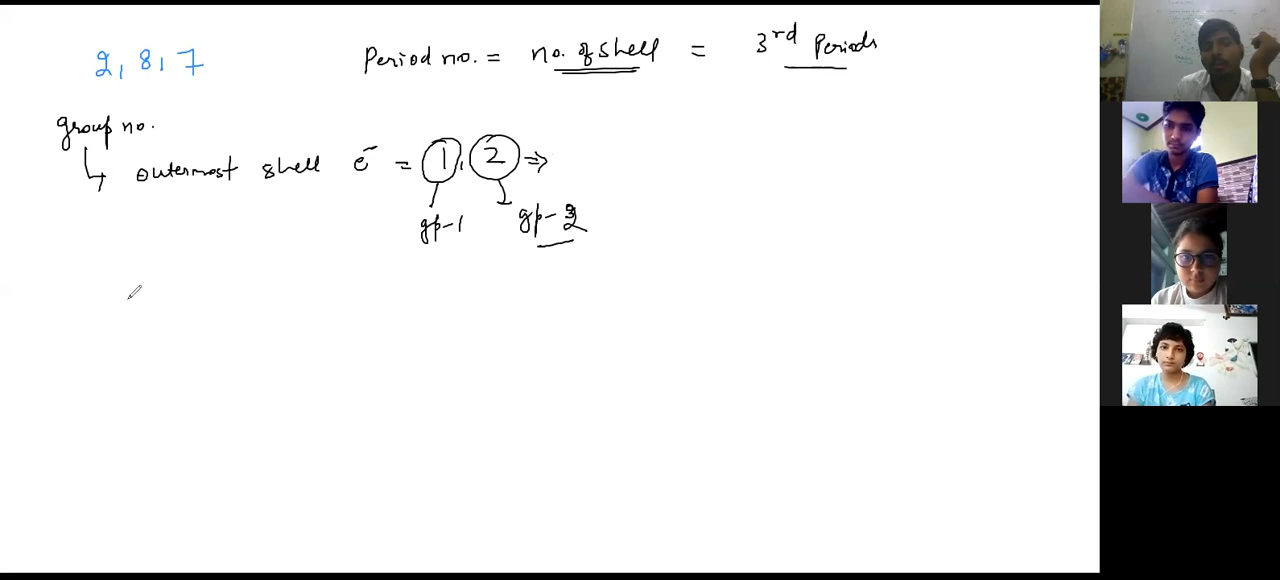 2, 8, 7
Period no. = no. of shell = 3rd Periods
group no.
↳ outermost shell e⁻ = 1, 2 ⇒
gp-1 gp-2